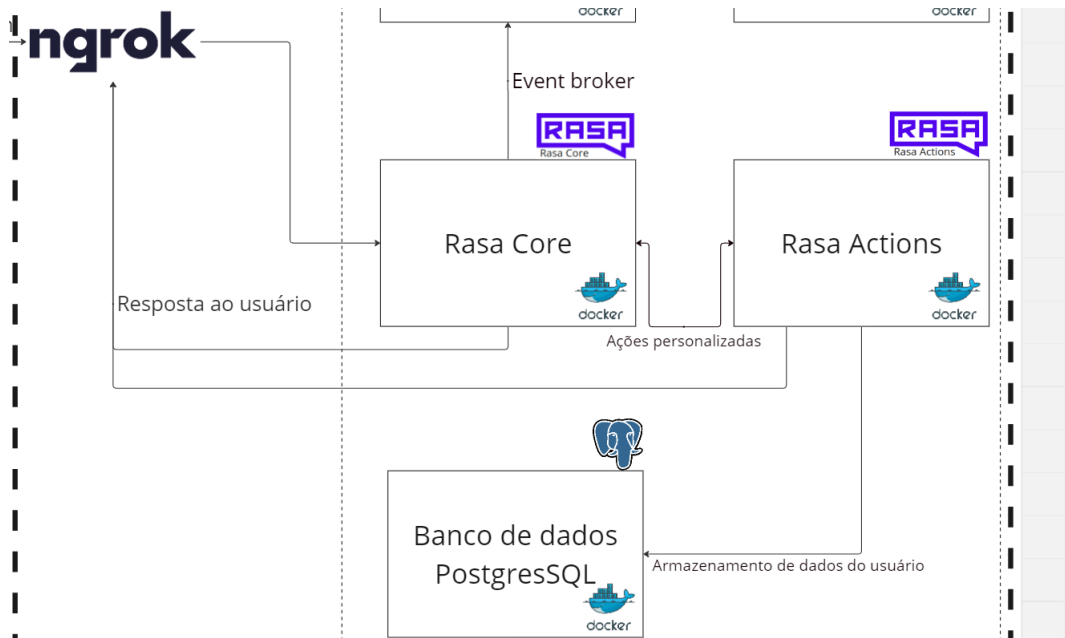 docker
docker
ngrok
Event broker
RASA
Rasa Core
RASA
Rasa Actions
Rasa Core
docker
Rasa Actions
docker
Resposta ao usuário
Ações personalizadas
Banco de dados
PostgresSQL
docker
Armazenamento de dados do usuário